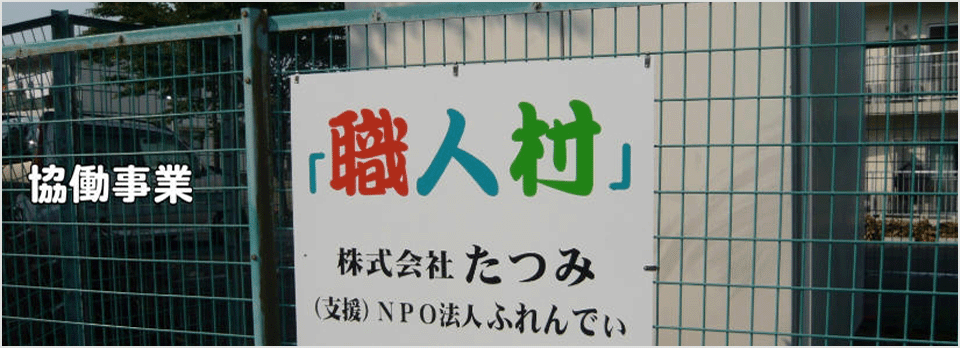 協働事業
「職人村」
株式会社 たつみ
(支援) NPO法人 ふれんでぃ